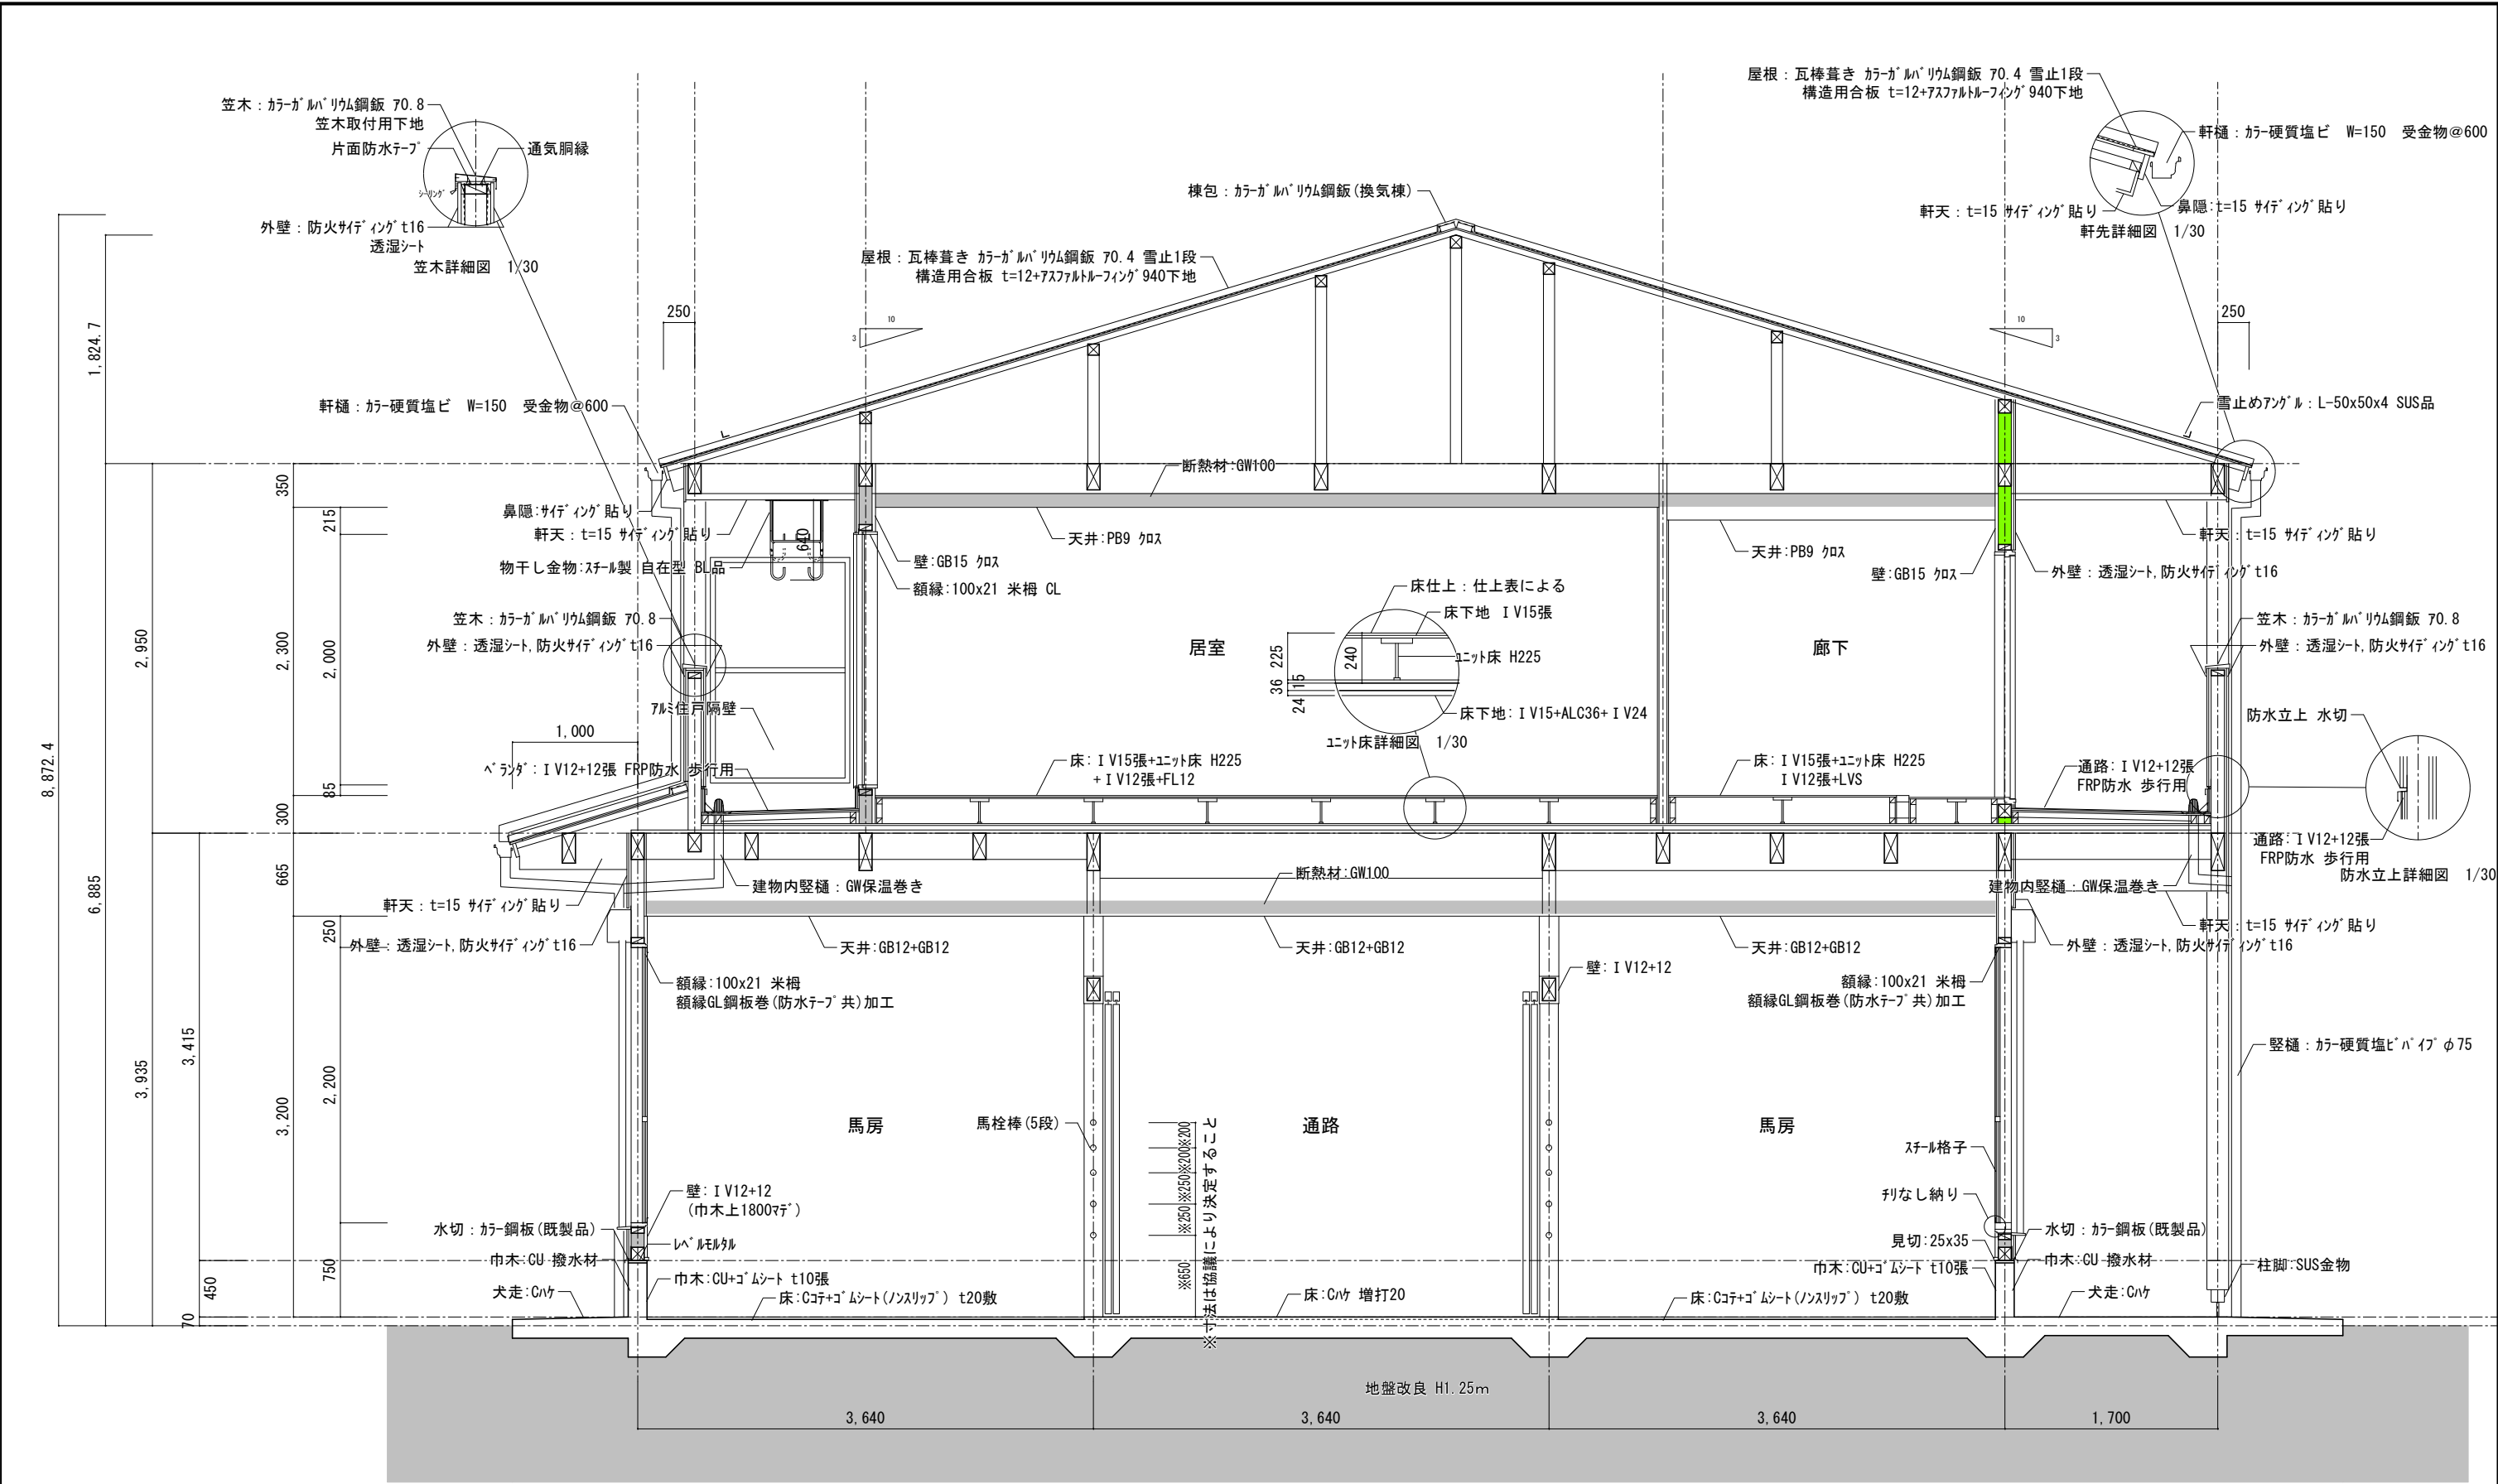 笠木：ｶﾗｰｶﾞﾙﾊﾞﾘｳﾑ鋼鈑 ｱ0.8
笠木取付用下地
片面防水ﾃｰﾌﾟ
通気胴縁
ｼｰﾘﾝｸﾞ
外壁：防火ｻｲﾃﾞｨﾝｸﾞt16
透湿ｼｰﾄ
笠木詳細図 1/30
屋根：瓦棒葺き ｶﾗｰｶﾞﾙﾊﾞﾘｳﾑ鋼鈑 ｱ0.4 雪止1段
構造用合板 t=12+ｱｽﾌｧﾙﾄﾙｰﾌｨﾝｸﾞ940下地
軒樋：ｶﾗｰ硬質塩ビ W=150 受金物@600
軒天：t=15 ｻｲﾃﾞｨﾝｸﾞ貼り
鼻隠:t=15 ｻｲﾃﾞｨﾝｸﾞ貼り
軒先詳細図 1/30
棟包：ｶﾗｰｶﾞﾙﾊﾞﾘｳﾑ鋼鈑(換気棟)
屋根：瓦棒葺き ｶﾗｰｶﾞﾙﾊﾞﾘｳﾑ鋼鈑 ｱ0.4 雪止1段
構造用合板 t=12+ｱｽﾌｧﾙﾄﾙｰﾌｨﾝｸﾞ940下地
250
10
3
10
3
250
1,824.7
8,872.4
6,885
2,950
3,935
3,415
450
70
350
2,300
300
665
3,200
215
2,000
85
250
2,200
750
軒樋：ｶﾗｰ硬質塩ビ W=150 受金物@600
雪止めｱﾝｸﾞﾙ：L-50x50x4 SUS品
断熱材:GW100
鼻隠:ｻｲﾃﾞｨﾝｸﾞ貼り
軒天：t=15 ｻｲﾃﾞｨﾝｸﾞ貼り
640
物干し金物:ｽﾁｰﾙ製 自在型 BL品
天井:PB9 ｸﾛｽ
天井:PB9 ｸﾛｽ
軒天：t=15 ｻｲﾃﾞｨﾝｸﾞ貼り
壁:GB15 ｸﾛｽ
壁:GB15 ｸﾛｽ
外壁：透湿ｼｰﾄ,防火ｻｲﾃﾞｨﾝｸﾞt16
額縁:100x21 米栂 CL
床仕上：仕上表による
床下地 ＩV15張
笠木：ｶﾗｰｶﾞﾙﾊﾞﾘｳﾑ鋼鈑 ｱ0.8
外壁：透湿ｼｰﾄ,防火ｻｲﾃﾞｨﾝｸﾞt16
居室
廊下
笠木：ｶﾗｰｶﾞﾙﾊﾞﾘｳﾑ鋼鈑 ｱ0.8
外壁：透湿ｼｰﾄ,防火ｻｲﾃﾞｨﾝｸﾞt16
36 225
24 15
240
ﾕﾆｯﾄ床 H225
床下地：ＩV15+ALC36+ＩV24
ﾕﾆｯﾄ床詳細図 1/30
ｱﾙﾐ住戸隔壁
1,000
ﾍﾞﾗﾝﾀﾞ：ＩV12+12張 FRP防水 歩行用
床：ＩV15張+ﾕﾆｯﾄ床 H225
+ＩV12張+FL12
床：ＩV15張+ﾕﾆｯﾄ床 H225
ＩV12張+LVS
通路：ＩV12+12張
FRP防水 歩行用
防水立上 水切
通路：ＩV12+12張
FRP防水 歩行用
防水立上詳細図 1/30
建物内竪樋：GW保温巻き
断熱材:GW100
建物内竪樋：GW保温巻き
軒天：t=15 ｻｲﾃﾞｨﾝｸﾞ貼り
軒天：t=15 ｻｲﾃﾞｨﾝｸﾞ貼り
外壁：透湿ｼｰﾄ,防火ｻｲﾃﾞｨﾝｸﾞt16
天井:GB12+GB12
天井:GB12+GB12
天井:GB12+GB12
外壁：透湿ｼｰﾄ,防火ｻｲﾃﾞｨﾝｸﾞt16
壁：ＩV12+12
額縁:100x21 米栂
額縁GL鋼板巻(防水ﾃｰﾌﾟ共)加工
額縁:100x21 米栂
額縁GL鋼板巻(防水ﾃｰﾌﾟ共)加工
竪樋：ｶﾗｰ硬質塩ﾋﾞﾊﾟｲﾌﾟφ75
馬房
馬栓棒(5段)
通路
馬房
※650 ※250※250※200※200
※寸法は協議により決定すること
ｽﾁｰﾙ格子
ﾁﾘなし納り
壁：ＩV12+12
(巾木上1800ﾏﾃﾞ)
水切：ｶﾗｰ鋼板(既製品)
ﾚﾍﾞﾙﾓﾙﾀﾙ
見切:25x35
水切：ｶﾗｰ鋼板(既製品)
巾木:CU 撥水材
巾木:CU+ｺﾞﾑｼｰﾄ t10張
巾木:CU+ｺﾞﾑｼｰﾄ t10張
巾木:CU 撥水材
柱脚:SUS金物
犬走:Cﾊｹ
床:Cｺﾃ+ｺﾞﾑｼｰﾄ(ﾉﾝｽﾘｯﾌﾟ) t20敷
床:Cﾊｹ 増打20
床:Cｺﾃ+ｺﾞﾑｼｰﾄ(ﾉﾝｽﾘｯﾌﾟ) t20敷
犬走:Cﾊｹ
地盤改良 H1.25m
3,640
3,640
3,640
1,700